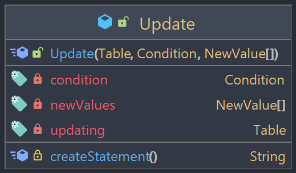 Update
Update(Table, Condition, NewValue[])
condition Condition
newValues NewValue[]
updating Table
createStatement() String